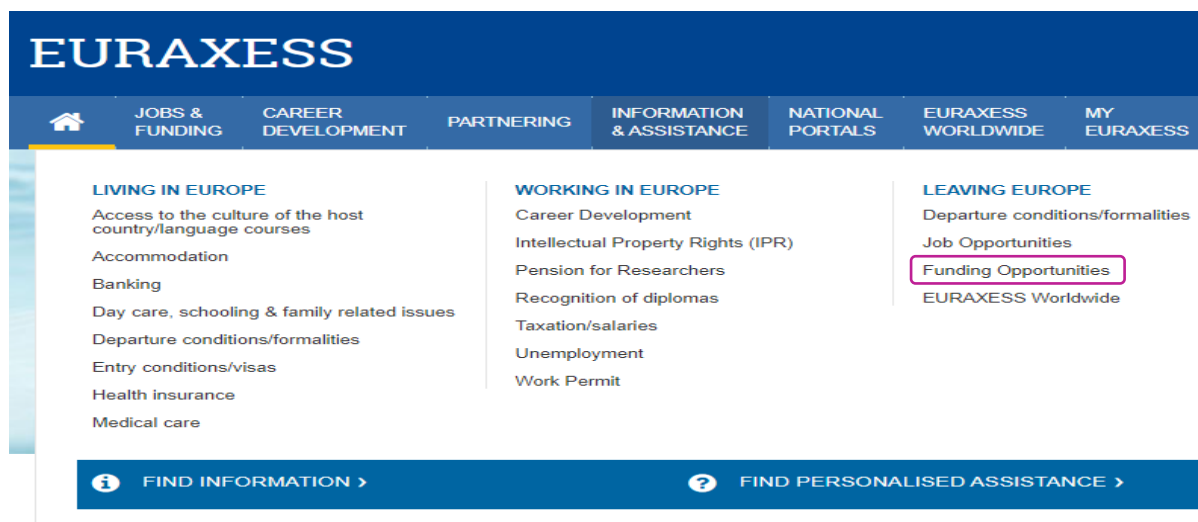 EURAXESS
JOBS &
FUNDING
CAREER
DEVELOPMENT
PARTNERING
INFORMATION
& ASSISTANCE
NATIONAL
PORTALS
EURAXESS
WORLDWIDE
MY
EURAXESS
LIVING IN EUROPE
Access to the culture of the host
country/language courses
Accommodation
Banking
Day care, schooling & family related issues
Departure conditions/formalities
Entry conditions/visas
Health insurance
Medical care
WORKING IN EUROPE
Career Development
Intellectual Property Rights (IPR)
Pension for Researchers
Recognition of diplomas
Taxation/salaries
Unemployment
Work Permit
LEAVING EUROPE
Departure conditions/formalities
Job Opportunities
Funding Opportunities
EURAXESS Worldwide
FIND INFORMATION >
FIND PERSONALISED ASSISTANCE >